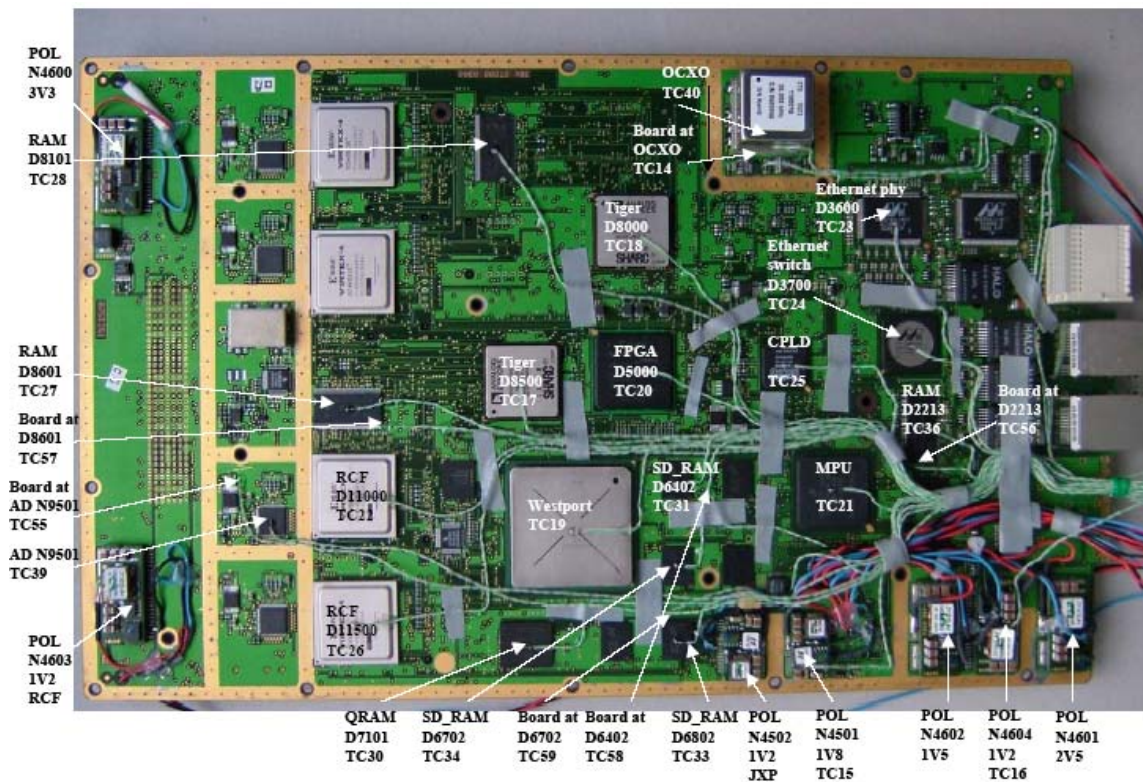 POL
N4600
3V3
RAM
D8101
TC28
OCXO
TC40
Board at
OCXO
TC14
Ethernet phy
D3600
TC23
Tiger
D8000
TC18
SHARC
Ethernet
switch
D3700
TC24
HALO
HALO
RAM
D8601
TC27
Board at
D8601
TC57
Tiger
D8500
TC17
FPGA
D5000
TC20
CPLD
TC25
RAM
D2213
TC36
Board at
D2213
TC56
Board at
AD N9501
TC55
AD N9501
TC39
RCF
D11000
TC22
Westport
TC19
SD_RAM
D6402
TC31
MPU
TC21
POL
N4603
1V2
RCF
RCF
D11500
TC26
QRAM
D7101
TC30
SD_RAM
D6702
TC34
Board at
D6702
TC59
Board at
D6402
TC58
SD_RAM
D6802
TC33
POL
N4502
1V2
JXP
POL
N4501
1V8
TC15
POL
N4602
1V5
POL
N4604
1V2
TC16
POL
N4601
2V5